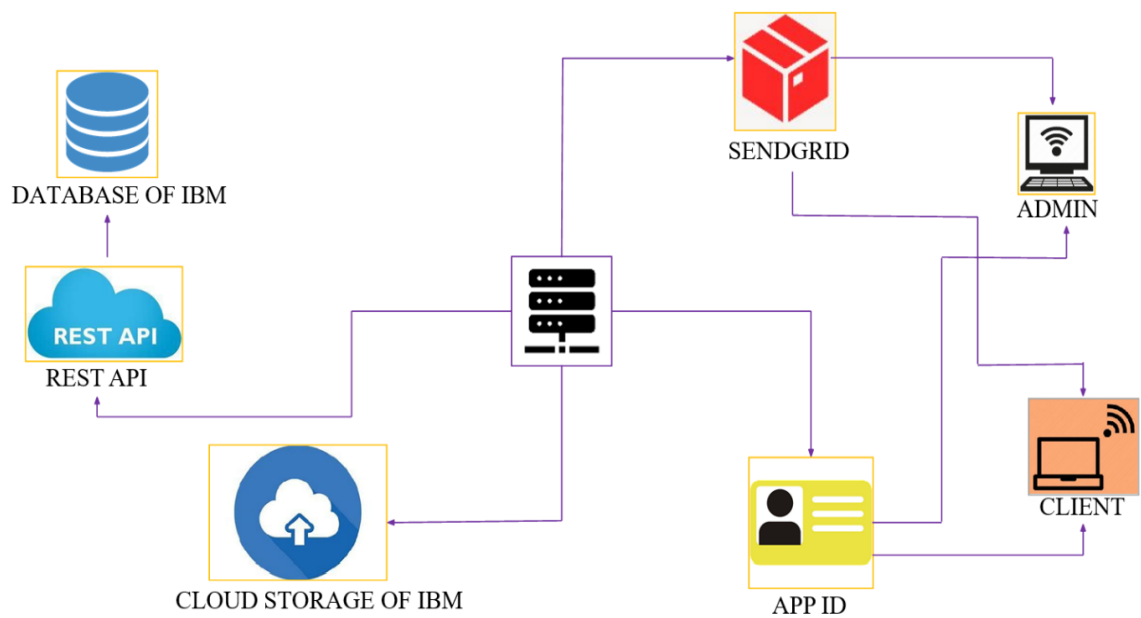 SENDGRID
DATABASE OF IBM
ADMIN
REST API
REST API
CLIENT
CLOUD STORAGE OF IBM
APP ID